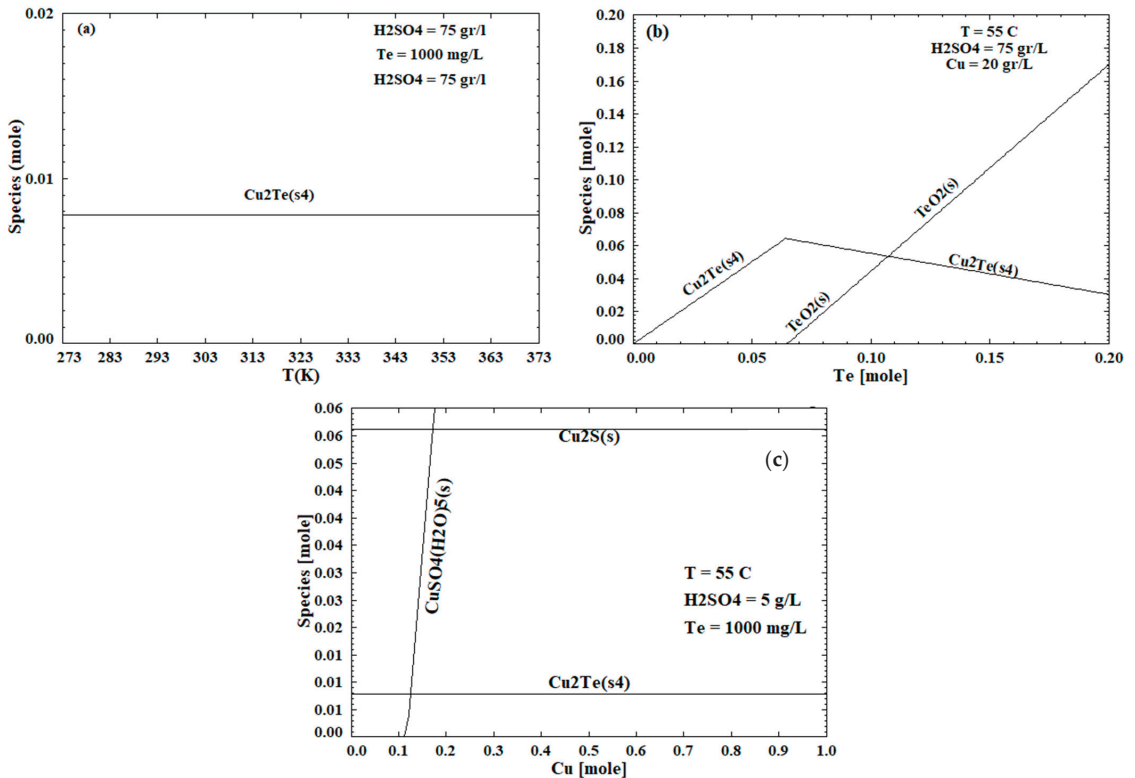 (a)
H2SO4 = 75 gr/l
Te = 1000 mg/L
H2SO4 = 75 gr/l
Species (mole)
0.02
0.01
0.00
Cu2Te(s4)
273 283 293 303 313 323 333 343 353 363 373
T(K)
(b)
T = 55 C
H2SO4 = 75 gr/L
Cu = 20 gr/L
Species [mole]
0.20
0.18
0.16
0.14
0.12
0.10
0.08
0.06
0.04
0.02
0.00
Cu2Te(s4)
TeO2(s)
TeO2(s)
Cu2Te(s4)
0.00 0.05 0.10 0.15 0.20
Te [mole]
(c)
Species [mole]
0.06
0.06
0.05
0.04
0.04
0.04
0.03
0.02
0.01
0.01
0.01
0.00
Cu2S(s)
CuSO4(H2O)5(s)
T = 55 C
H2SO4 = 5 g/L
Te = 1000 mg/L
Cu2Te(s4)
0.0 0.1 0.2 0.3 0.4 0.5 0.6 0.7 0.8 0.9 1.0
Cu [mole]